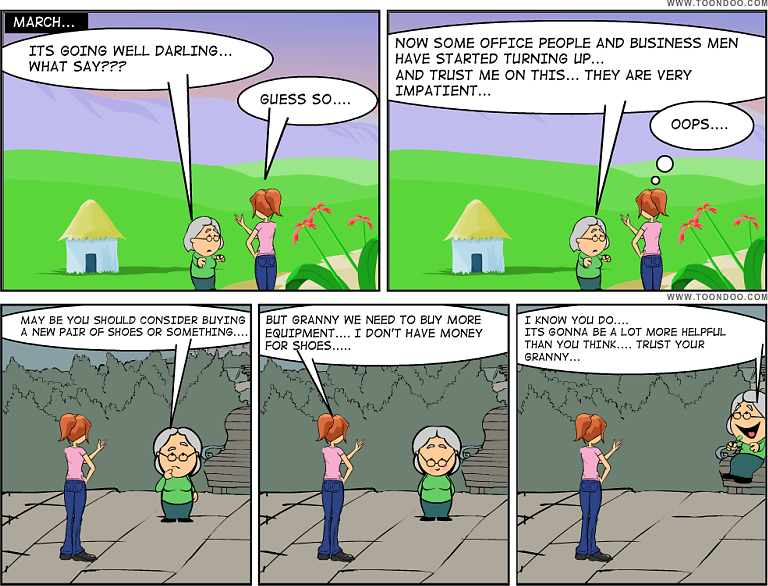 WWW.TOONDOO.COM
MARCH...
ITS GOING WELL DARLING...
WHAT SAY???
GUESS SO....
NOW SOME OFFICE PEOPLE AND BUSINESS MEN
HAVE STARTED TURNING UP...
AND TRUST ME ON THIS... THEY ARE VERY
IMPATIENT...
OOPS....
WWW.TOONDOO.COM
MAY BE YOU SHOULD CONSIDER BUYING
A NEW PAIR OF SHOES OR SOMETHING....
BUT GRANNY WE NEED TO BUY MORE
EQUIPMENT.... I DON'T HAVE MONEY
FOR SHOES.....
I KNOW YOU DO....
ITS GONNA BE A LOT MORE HELPFUL
THAN YOU THINK.... TRUST YOUR
GRANNY...